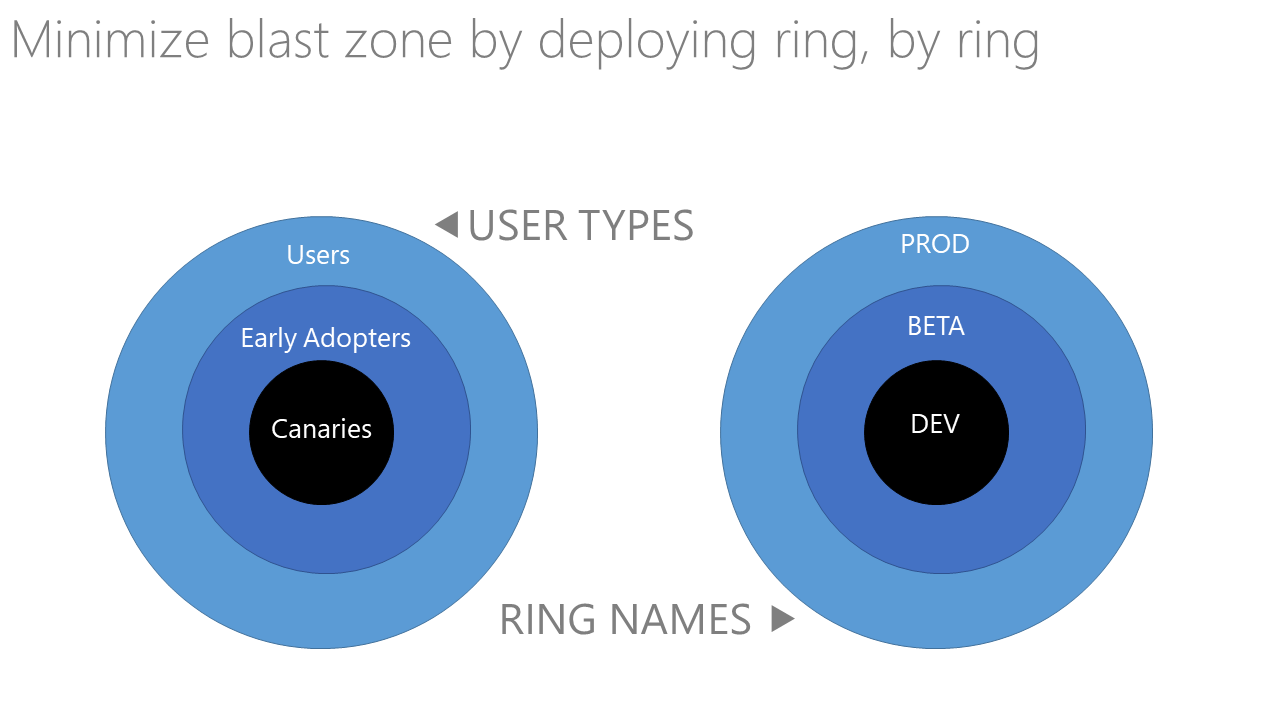 Minimize blast zone by deploying ring, by ring
USER TYPES
Users
Early Adopters
Canaries
PROD
BETA
DEV
RING NAMES